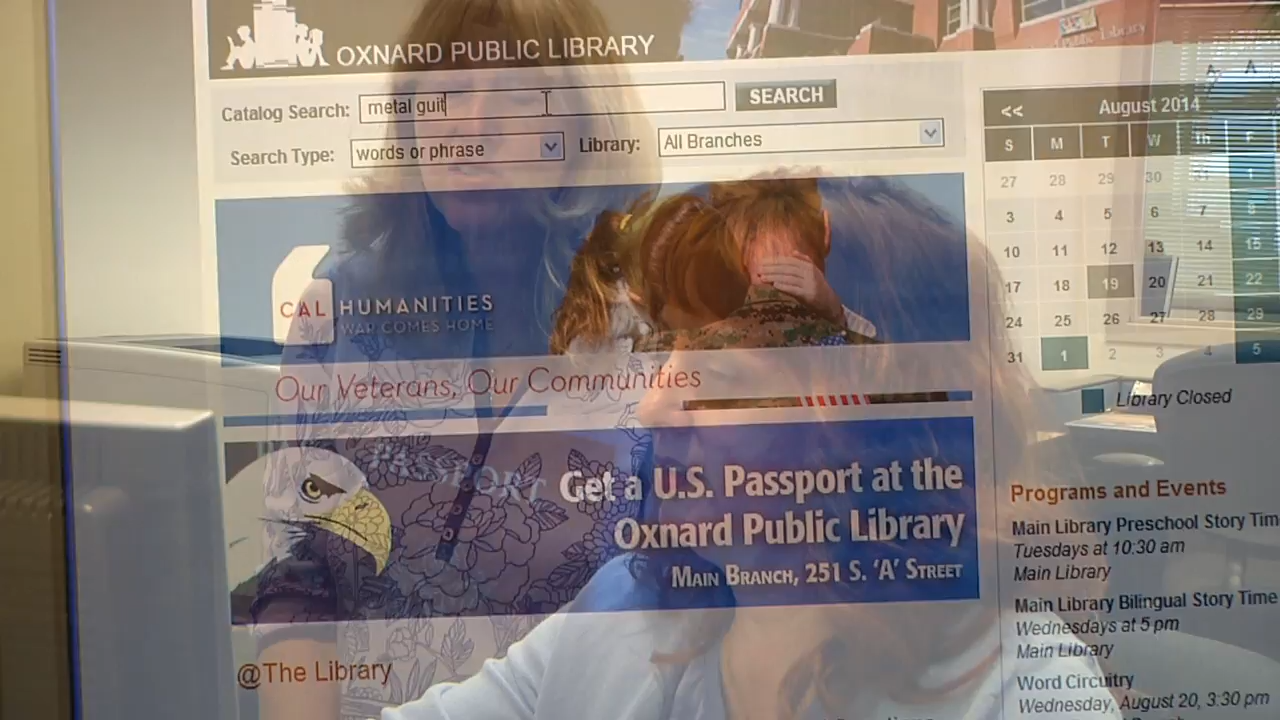 OXNARD PUBLIC LIBRARY
Catalog Search: metal guit SEARCH
Search Type: words or phrase Library: All Branches
CAL HUMANITIES
WAR COMES HOME
Our Veterans, Our Communities
PASSPORT
Get a U.S. Passport at the
Oxnard Public Library
MAIN BRANCH, 251 S. 'A' STREET
@The Library
A A
<< August 2014
S M T W Th F
27 28 29 30 31 1
3 4 5 6 7 8
10 11 12 13 14 15
17 18 19 20 21 22
24 25 26 27 28 29
31 1 2 3 4 5
Library Closed
Programs and Events
Main Library Preschool Story Tim
Tuesdays at 10:30 am
Main Library
Main Library Bilingual Story Time
Wednesdays at 5 pm
Main Library
Word Circuitry
Wednesday, August 20, 3:30 pm